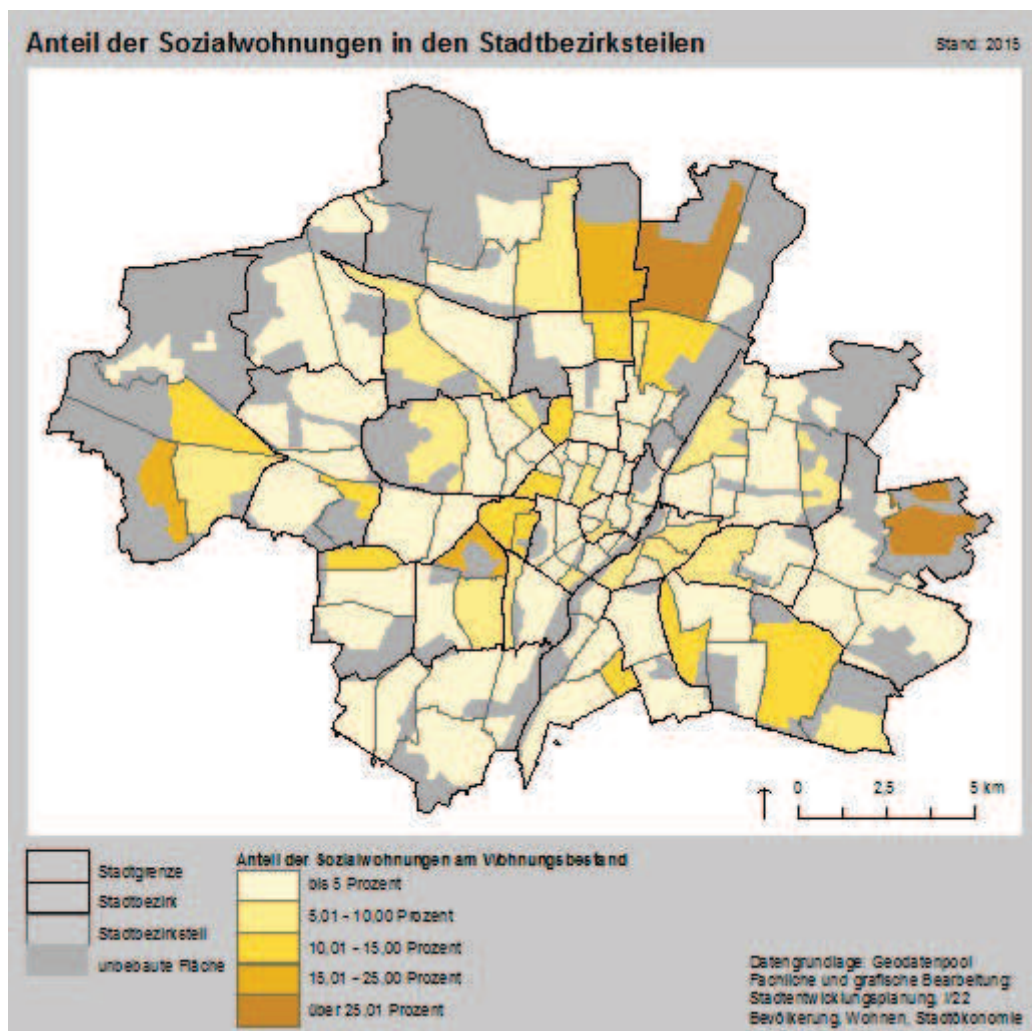 Anteil der Sozialwohnungen in den Stadtbezirksteilen
Stand: 2015
0 2,5 5 km
Stadtgrenze
Stadtbezirk
Stadtbezirksteil
unbebaute Fläche
Anteil der Sozialwohnungen am Wohnungsbestand
bis 5 Prozent
5,01 - 10,00 Prozent
10,01 - 15,00 Prozent
15,01 - 25,00 Prozent
über 25,01 Prozent
Datengrundlage: Geodatenpool
Fachliche und grafische Bearbeitung:
Stadtentwicklungsplanung, I/22
Bevölkerung, Wohnen, Stadtökonomie